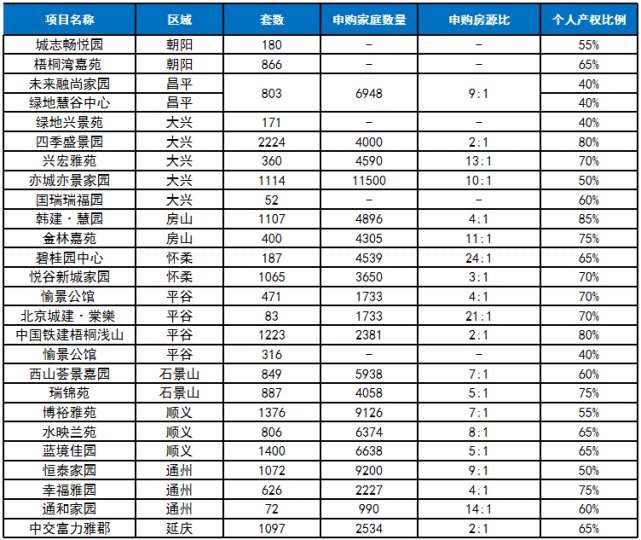 项目名称 区域 套数 申购家庭数量 申购房源比 个人产权比例
城志畅悦园 朝阳 180 - - 55%
梧桐湾嘉苑 朝阳 866 - - 65%
未来融尚家园 昌平 803 6948 9:1 40%
绿地慧谷中心 昌平 40%
绿地兴景苑 大兴 171 - - 40%
四季盛景园 大兴 2224 4000 2:1 80%
兴宏雅苑 大兴 360 4590 13:1 70%
亦城亦景家园 大兴 1114 11500 10:1 50%
国瑞瑞福园 大兴 52 - - 60%
韩建·慧园 房山 1107 4896 4:1 85%
金林嘉苑 房山 400 4305 11:1 75%
碧桂园中心 怀柔 187 4539 24:1 65%
悦谷新城家园 怀柔 1065 3650 3:1 70%
愉景公馆 平谷 471 1733 4:1 70%
北京城建·棠樂 平谷 83 1733 21:1 70%
中国铁建梧桐浅山 平谷 1223 2381 2:1 80%
愉景公馆 平谷 316 - - 40%
西山荟景嘉园 石景山 849 5938 7:1 60%
瑞锦苑 石景山 887 4058 5:1 75%
博裕雅苑 顺义 1376 9126 7:1 55%
水映兰苑 顺义 806 6374 8:1 65%
蓝境佳园 顺义 1400 6638 5:1 65%
恒泰家园 通州 1072 9200 9:1 50%
幸福雅园 通州 626 2227 4:1 75%
通和家园 通州 72 990 14:1 60%
中交富力雅郡 延庆 1097 2534 2:1 65%